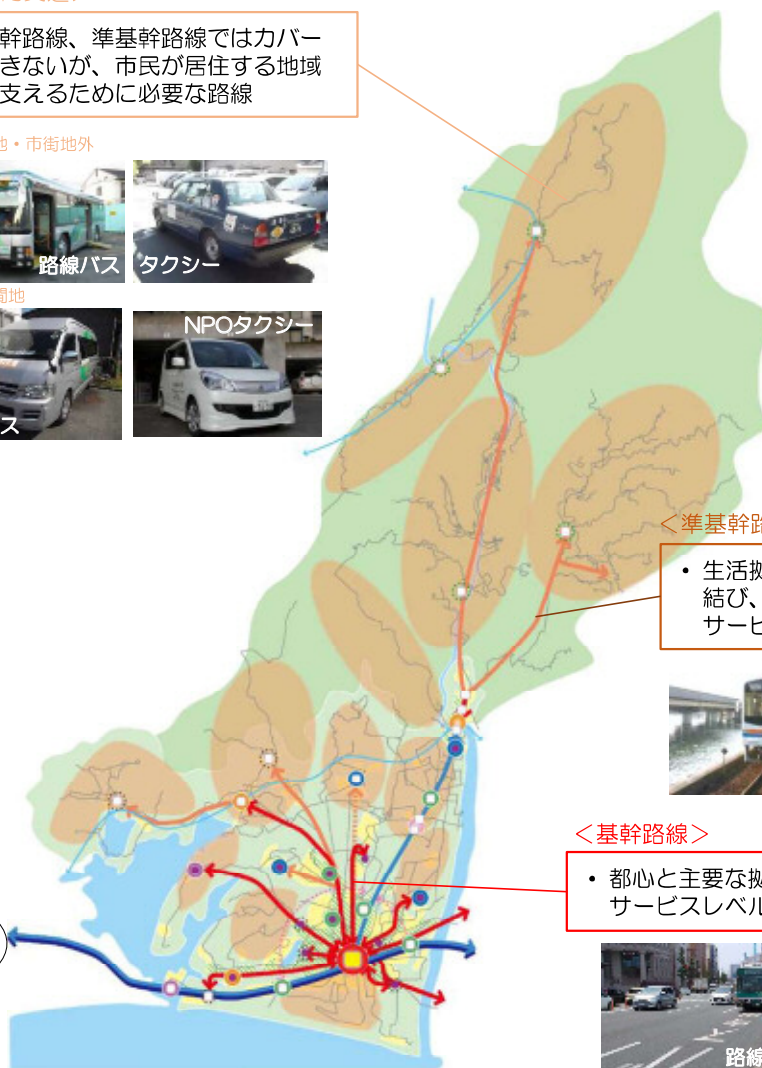 幹路線、準基幹路線ではカバー
きないが、市民が居住する地域
支えるために必要な路線
地・市街地外
路線バス
タクシー
間地
ス
NPOタクシー
＜準基幹路
• 生活拠
結び、
サービ
＜基幹路線＞
• 都心と主要な拠
サービスレベル
路線